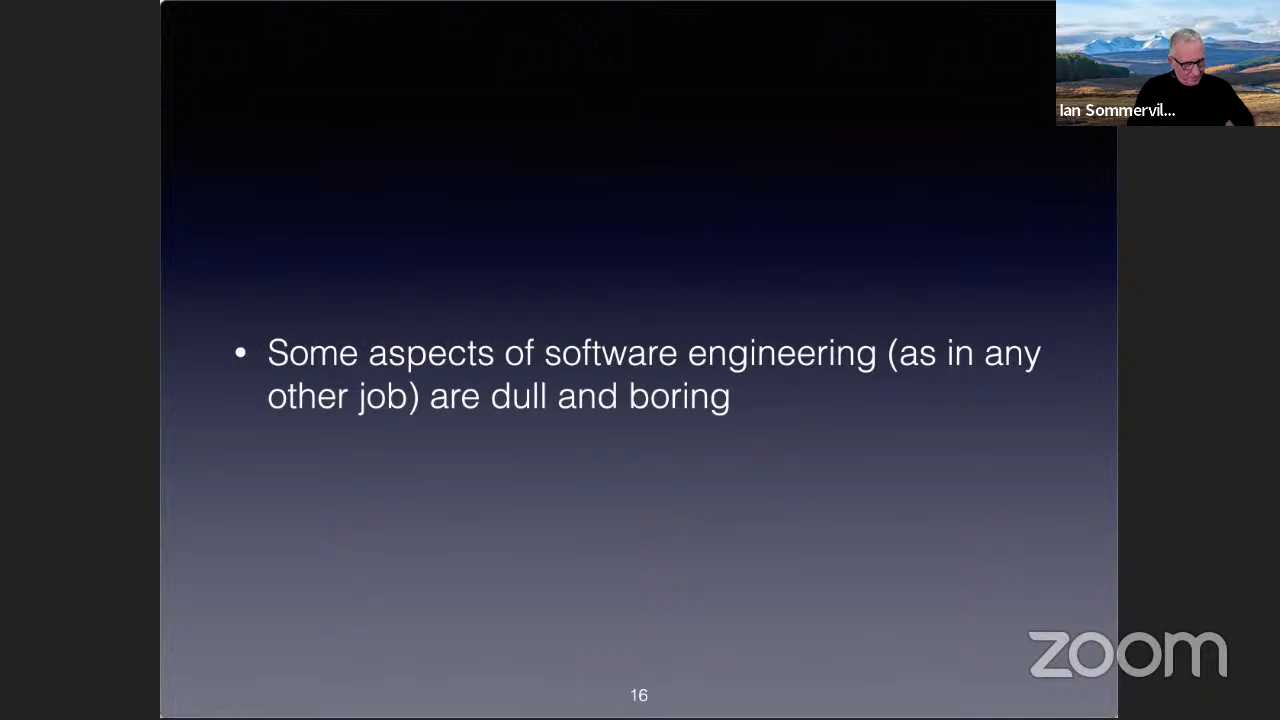 Ian Sommervil...
• Some aspects of software engineering (as in any
other job) are dull and boring
zoom
16